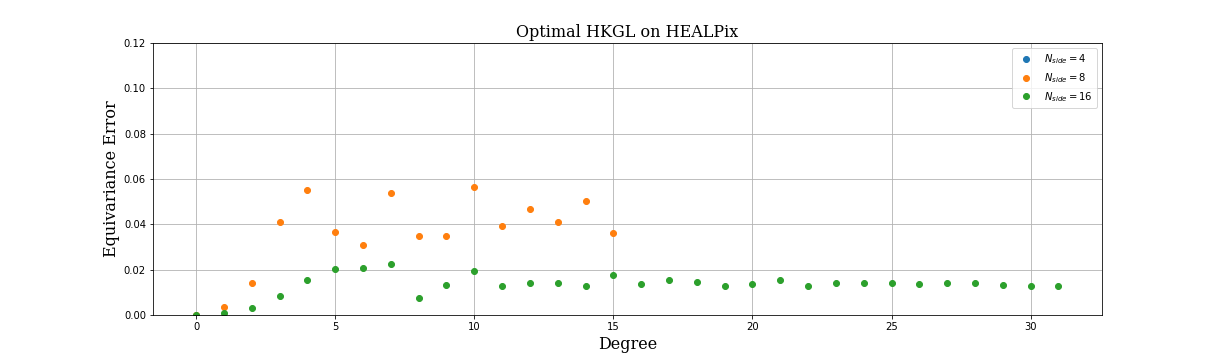 Optimal HKGL on HEALPix
Equivariance Error
0.12
0.10
0.08
0.06
0.04
0.02
0.00
N_side = 4
N_side = 8
N_side = 16
0 5 10 15 20 25 30
Degree